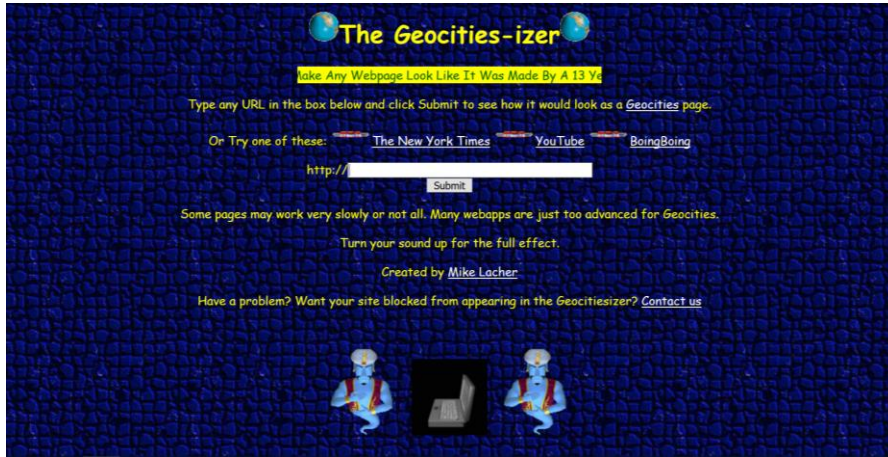 The Geocities-izer
Make Any Webpage Look Like It Was Made By A 13 Ye
Type any URL in the box below and click Submit to see how it would look as a Geocities page.
Or Try one of these: The New York Times YouTube BoingBoing
http://
Submit
Some pages may work very slowly or not all. Many webapps are just too advanced for Geocities.
Turn your sound up for the full effect.
Created by Mike Lacher
Have a problem? Want your site blocked from appearing in the Geocitiesizer? Contact us